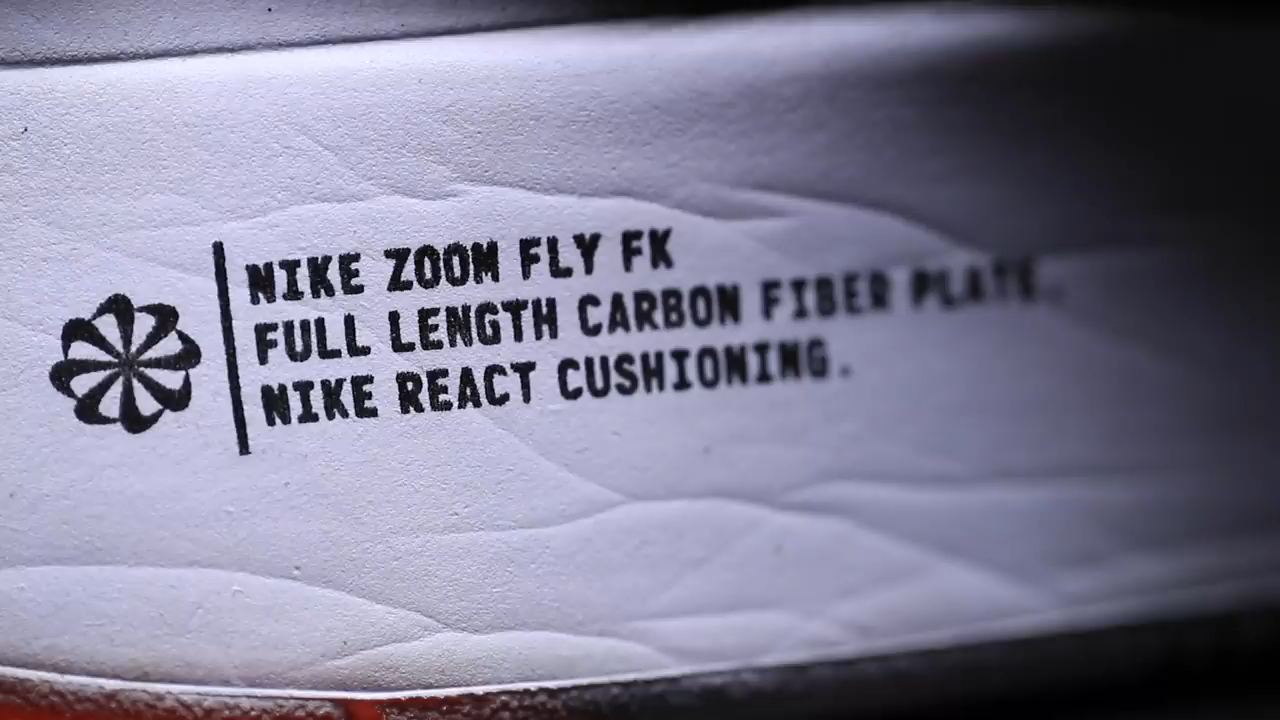 NIKE ZOOM FLY FK
FULL LENGTH CARBON FIBER PLATE.
NIKE REACT CUSHIONING.